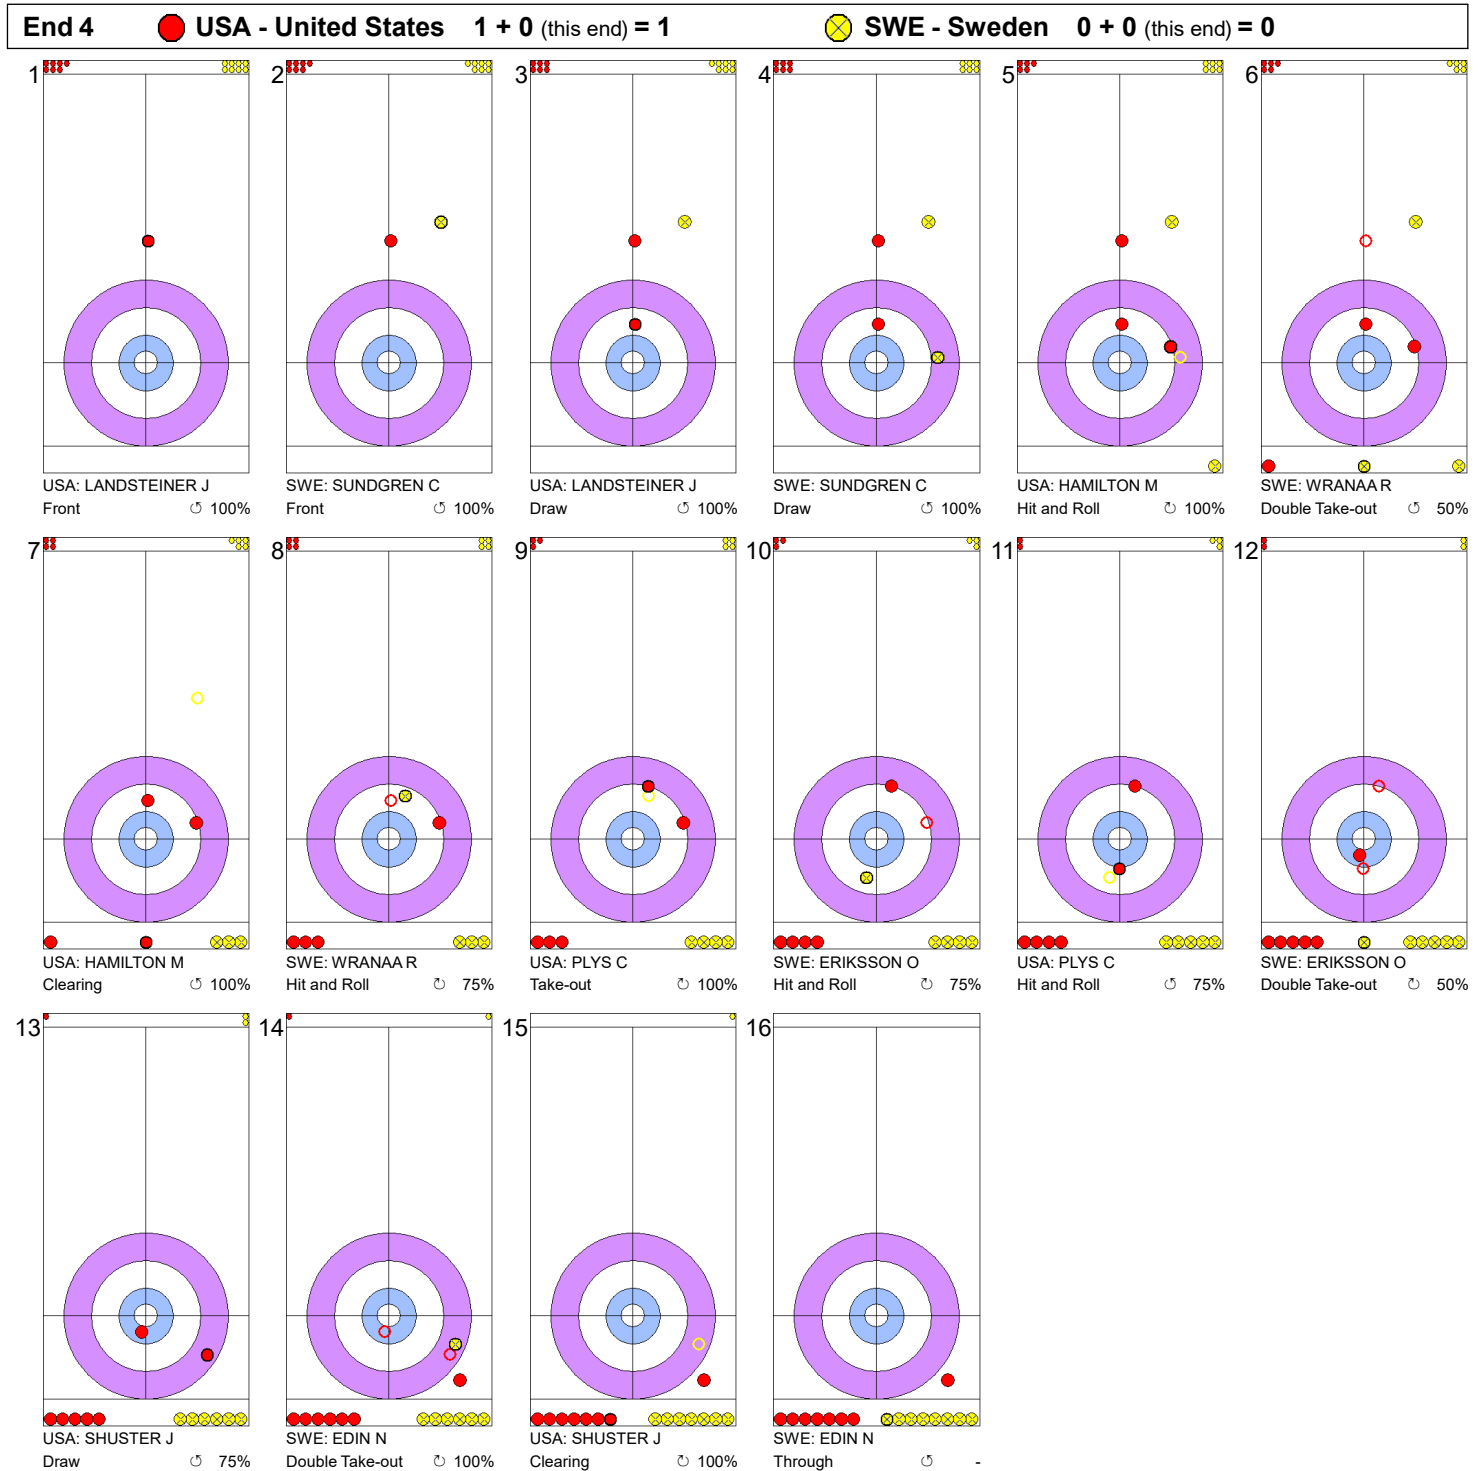 End 4 USA - United States 1 + 0 (this end) = 1 SWE - Sweden 0 + 0 (this end) = 0
1 2 3 4 5 6
USA: LANDSTEINER J SWE: SUNDGREN C USA: LANDSTEINER J SWE: SUNDGREN C USA: HAMILTON M SWE: WRANAA R
Front ↺ 100% Front ↺ 100% Draw ↺ 100% Draw ↺ 100% Hit and Roll ↻ 100% Double Take-out ↺ 50%
7 8 9 10 11 12
USA: HAMILTON M SWE: WRANAA R USA: PLYS C SWE: ERIKSSON O USA: PLYS C SWE: ERIKSSON O
Clearing ↺ 100% Hit and Roll ↻ 75% Take-out ↻ 100% Hit and Roll ↻ 75% Hit and Roll ↻ 75% Double Take-out ↻ 50%
13 14 15 16
USA: SHUSTER J SWE: EDIN N USA: SHUSTER J SWE: EDIN N
Draw ↺ 75% Double Take-out ↻ 100% Clearing ↻ 100% Through ↺ -